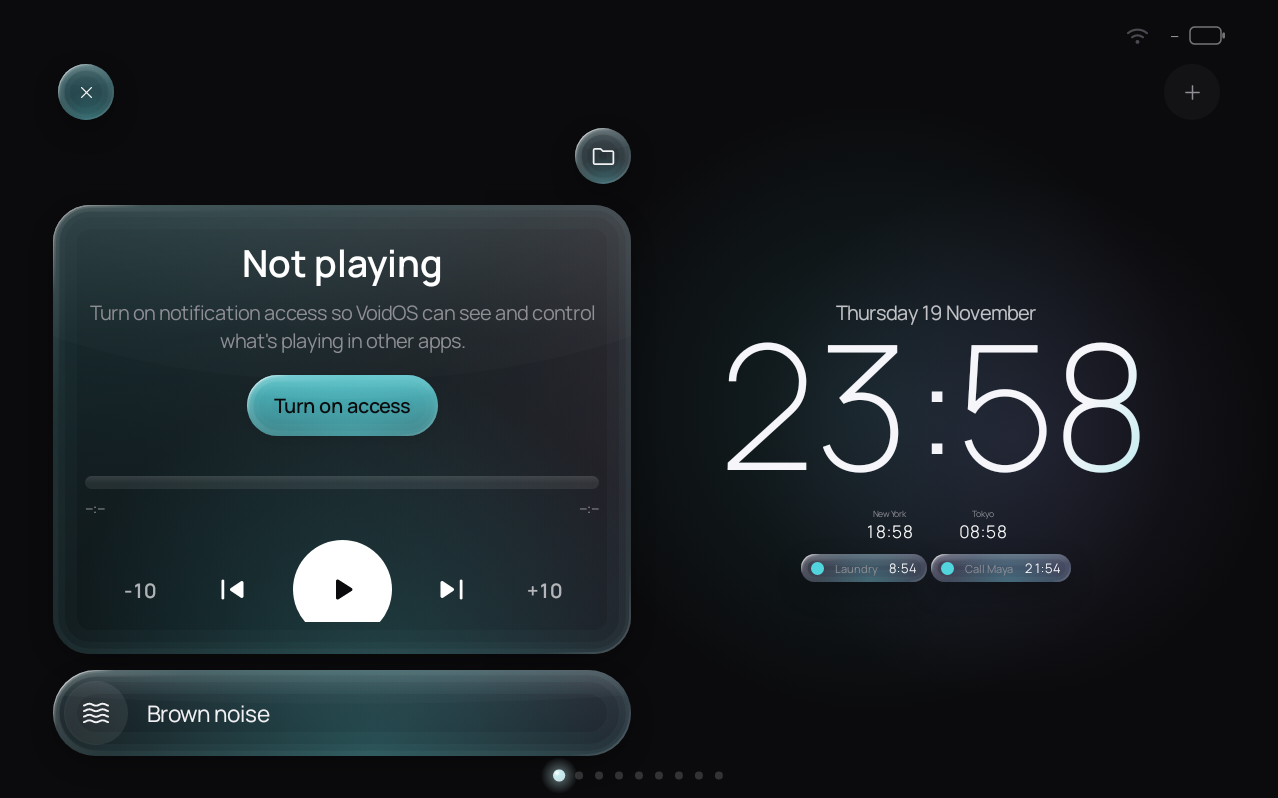 –
Not playing
Turn on notification access so VoidOS can see and control
what's playing in other apps.
Turn on access
–:–
–:–
-10
+10
Brown noise
Thursday 19 November
23:58
New York
Tokyo
18:58
08:58
Laundry 8:54
Call Maya 21:54